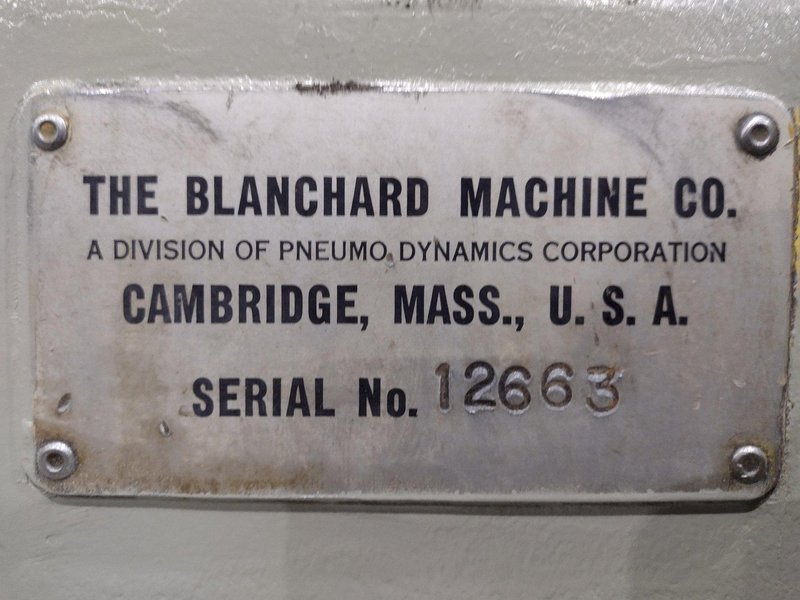 THE BLANCHARD MACHINE CO.
A DIVISION OF PNEUMO DYNAMICS CORPORATION
CAMBRIDGE, MASS., U. S. A.
SERIAL No. 12663